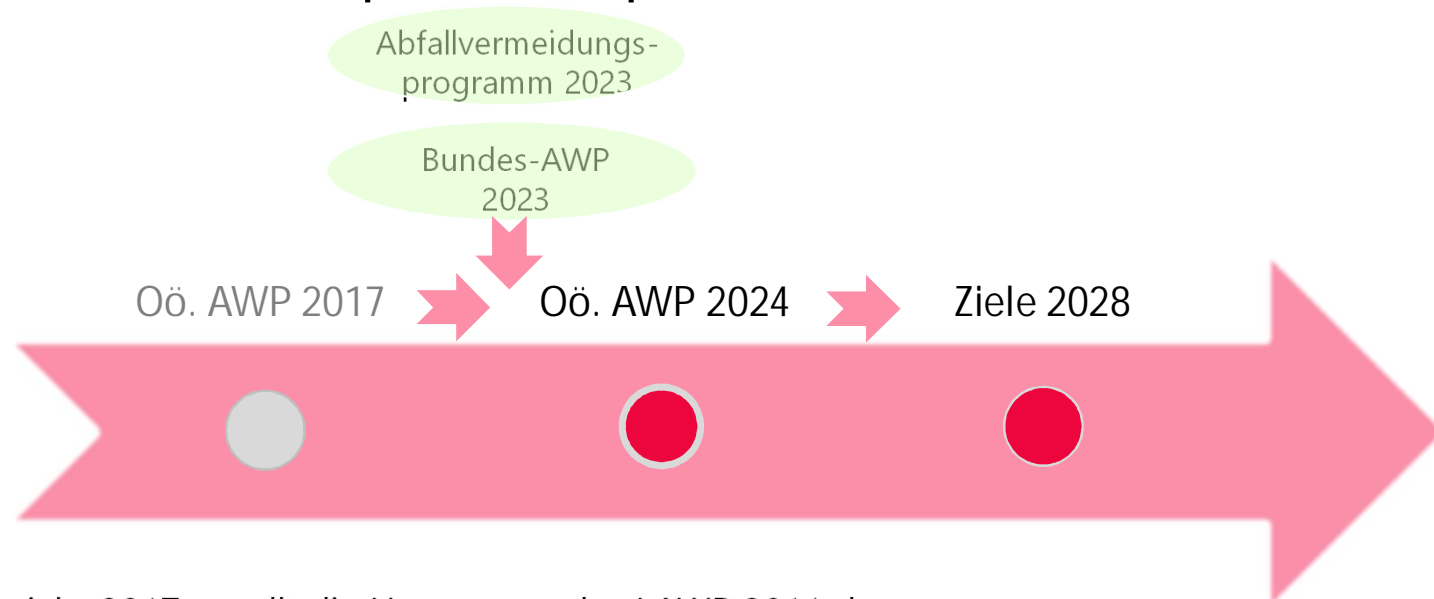 Abfallvermeidungs-
programm 2023
Bundes-AWP
2023
Oö. AWP 2017
Oö. AWP 2024
Ziele 2028